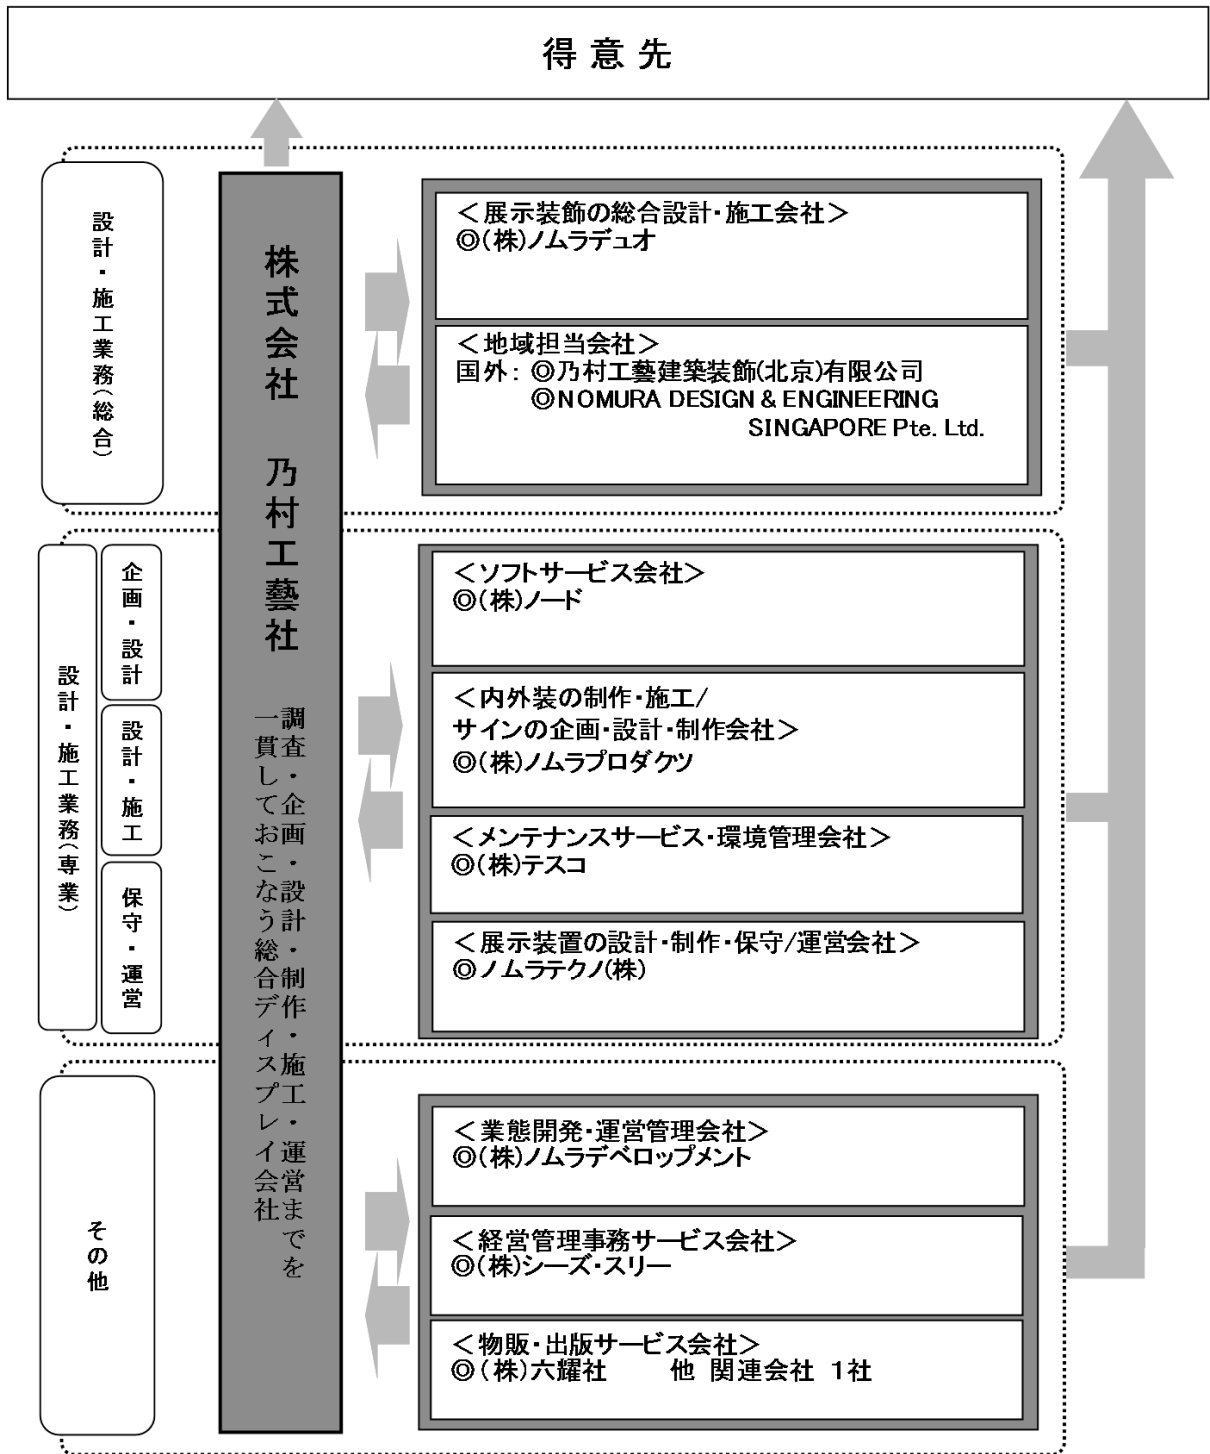 得意先
設計・施工業務(総合)
株式会社 乃村工藝社
調査・企画・設計・制作・施工・運営までを
一貫しておこなう総合ディスプレイ会社
＜展示装飾の総合設計・施工会社＞
◎(株)ノムラデュオ
＜地域担当会社＞
国外：◎乃村工藝建築装飾(北京)有限公司
◎NOMURA DESIGN & ENGINEERING
SINGAPORE Pte. Ltd.
設計・施工業務(専業)
企画・設計
設計・施工
保守・運営
＜ソフトサービス会社＞
◎(株)ノード
＜内外装の制作・施工/
サインの企画・設計・制作会社＞
◎(株)ノムラプロダクツ
＜メンテナンスサービス・環境管理会社＞
◎(株)テスコ
＜展示装置の設計・制作・保守/運営会社＞
◎ノムラテクノ(株)
その他
＜業態開発・運営管理会社＞
◎(株)ノムラデベロップメント
＜経営管理事務サービス会社＞
◎(株)シーズ・スリー
＜物販・出版サービス会社＞
◎(株)六耀社 他 関連会社 1社